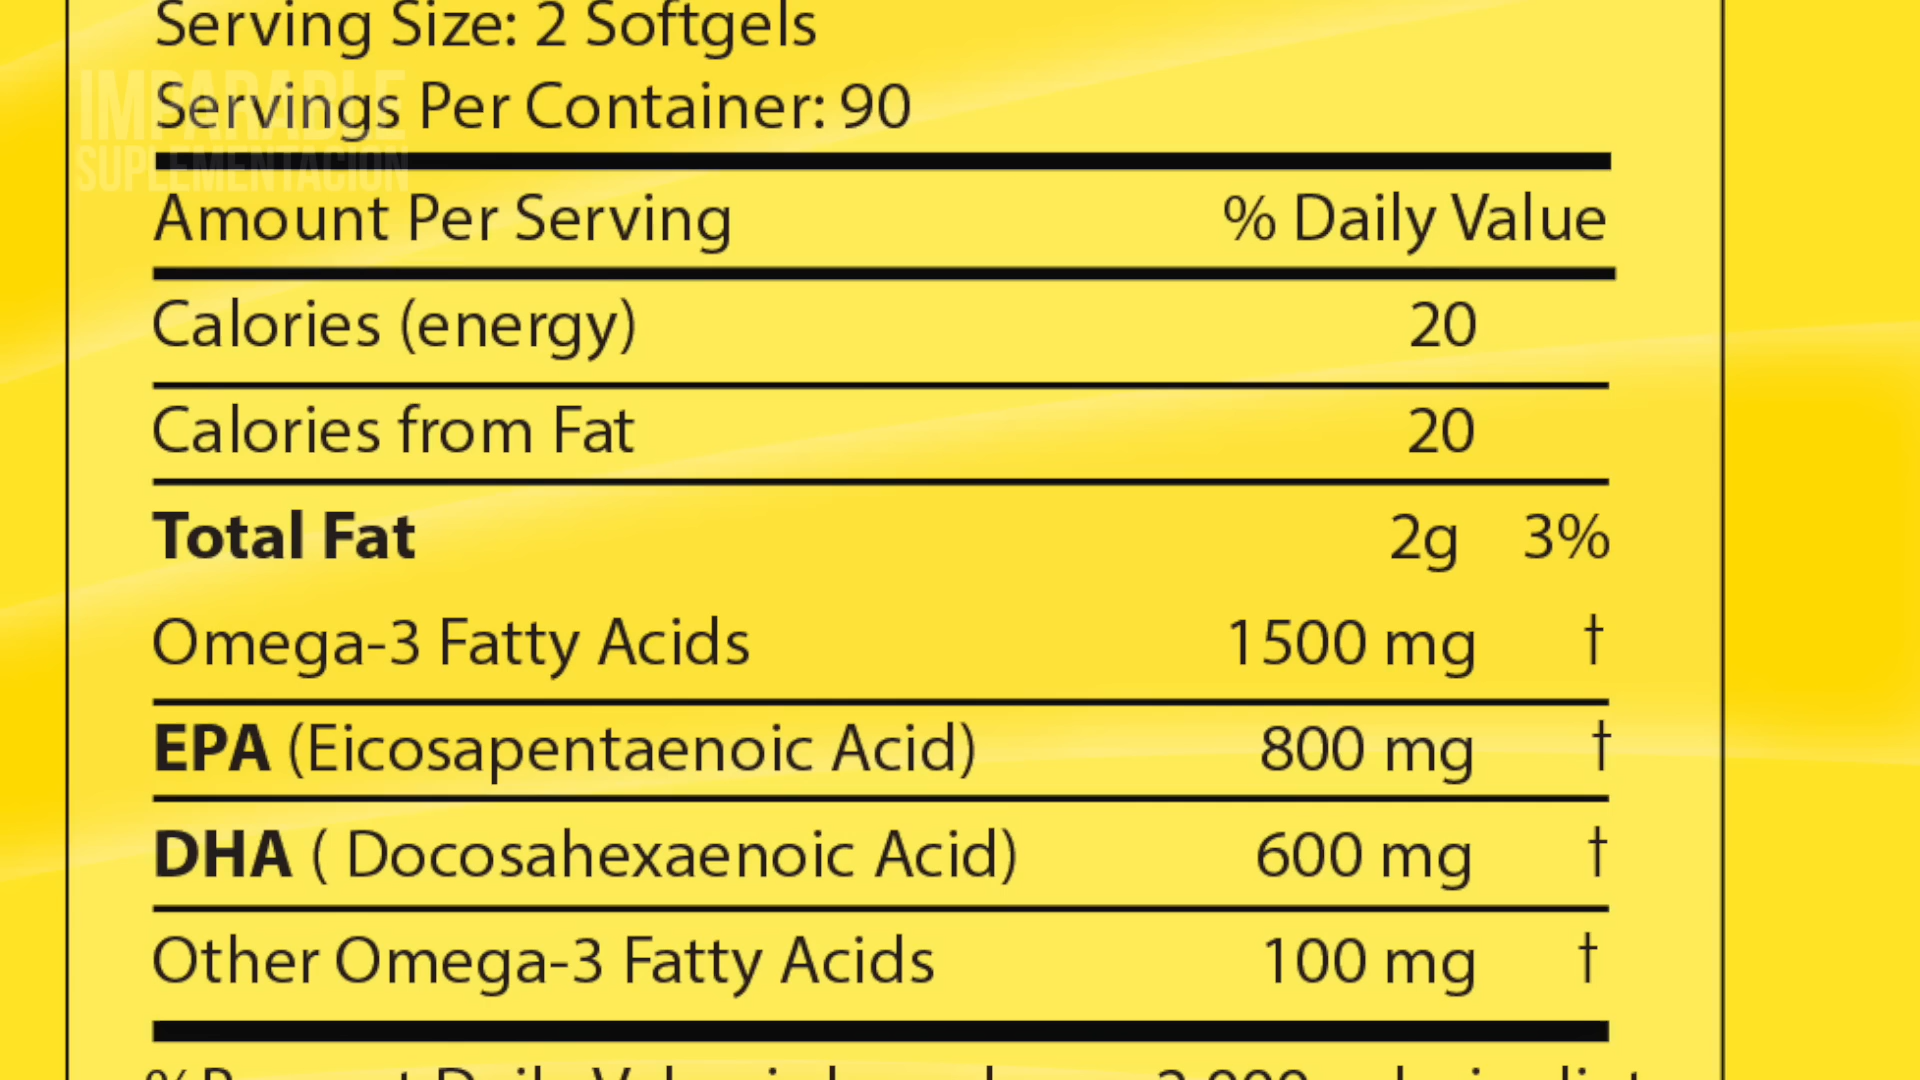 Serving Size: 2 Softgels
Servings Per Container: 90
IMPARABLE
SUPLEMENTACION
Amount Per Serving % Daily Value
Calories (energy) 20
Calories from Fat 20
Total Fat 2g 3%
Omega-3 Fatty Acids 1500 mg †
EPA (Eicosapentaenoic Acid) 800 mg †
DHA ( Docosahexaenoic Acid) 600 mg †
Other Omega-3 Fatty Acids 100 mg †